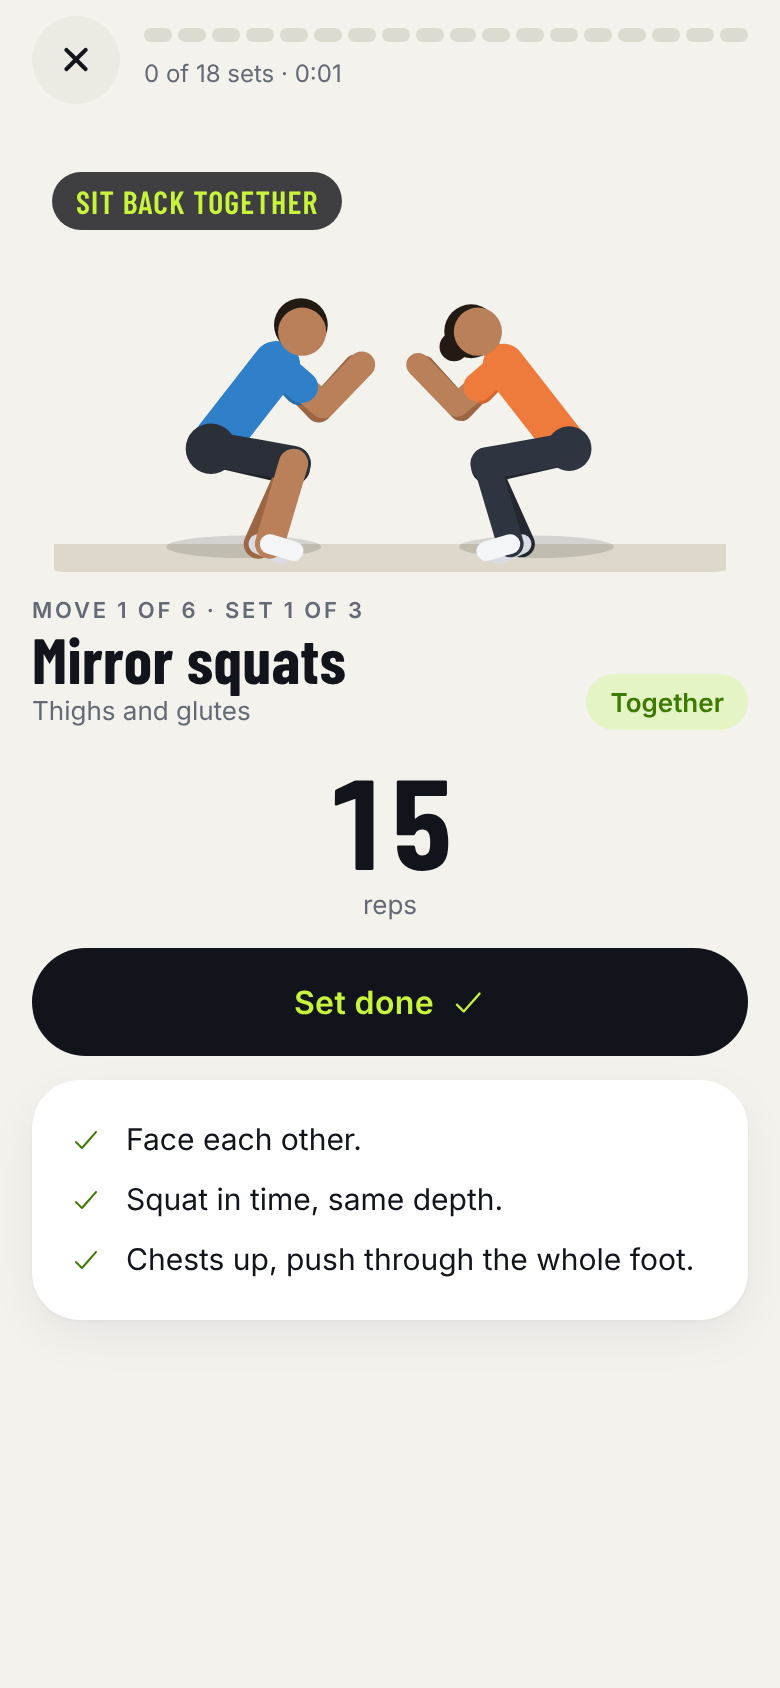 0 of 18 sets · 0:01
SIT BACK TOGETHER
MOVE 1 OF 6 · SET 1 OF 3
Mirror squats
Thighs and glutes
Together
15
reps
Set done
Face each other.
Squat in time, same depth.
Chests up, push through the whole foot.